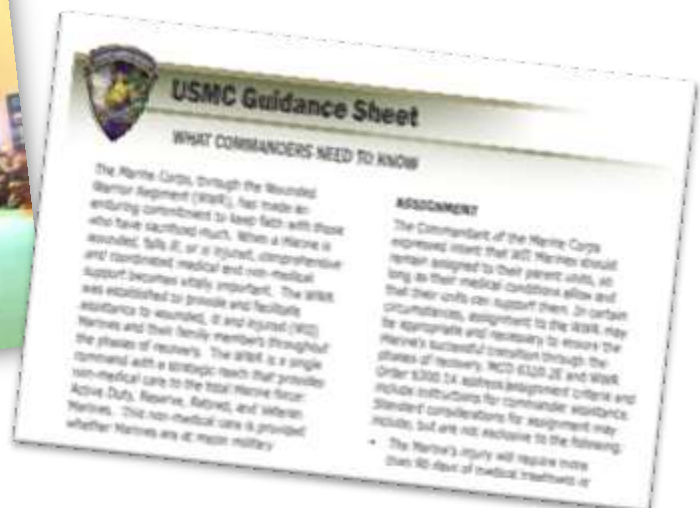 USMC Guidance Sheet
WHAT COMMANDERS NEED TO KNOW
The Marine Corps, through the Wounded
Warrior Regiment (WWR), has made an
enduring commitment to keep faith with those
who have sacrificed much. When a Marine is
wounded, falls ill, or is injured, comprehensive
and coordinated medical and non-medical
support becomes vitally important. The WWR
was established to provide and facilitate
assistance to wounded, ill and injured (WII)
Marines and their family members throughout
the phases of recovery. The WWR is a single
command with a strategic reach that provides
non-medical care to the total Marine force:
Active Duty, Reserve, Retired, and Veteran
Marines. This non-medical care is provided
whether Marines are at major military
ASSIGNMENT
The Commandant of the Marine Corps
expressed intent that WII Marines should
remain assigned to their parent units, as
long as their medical conditions allow and
that their units can support them. In certain
circumstances, assignment to the WWR may
be appropriate and necessary to ensure the
Marine's successful transition through the
phases of recovery. and WWR
Order address assignment criteria and
include instructions for commander assistance.
Standard considerations for assignment may
include, but are not exclusive to the following:
• The Marine's injury will require more
than 90 days of medical treatment or